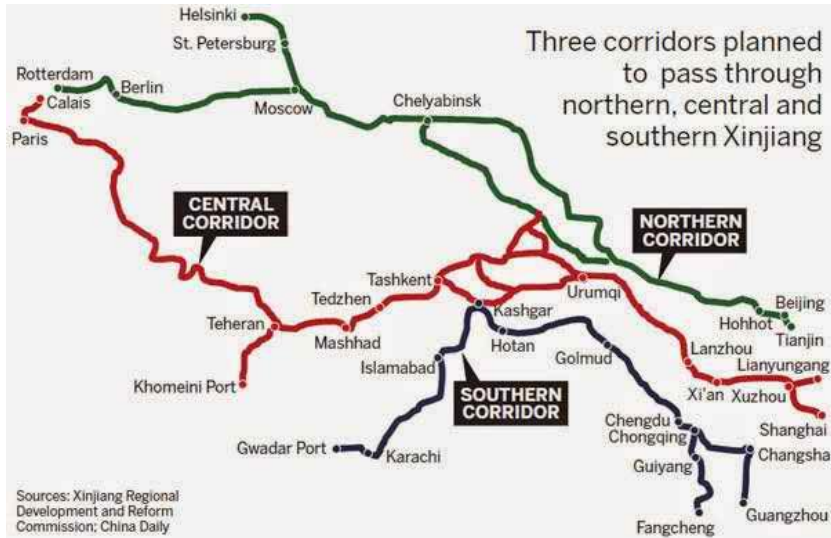 Three corridors planned
to pass through
northern, central and
southern Xinjiang
Helsinki
St. Petersburg
Rotterdam
Calais
Berlin
Moscow
Chelyabinsk
Paris
CENTRAL
CORRIDOR
NORTHERN
CORRIDOR
Tashkent
Urumqi
Tedzhen
Kashgar
Beijing
Teheran
Mashhad
Hotan
Hohhot
Tianjin
Golmud
Lanzhou
Islamabad
Lianyungang
Khomeini Port
SOUTHERN
CORRIDOR
Xi'an
Xuzhou
Chengdu
Shanghai
Chongqing
Gwadar Port
Karachi
Changsha
Guiyang
Guangzhou
Fangcheng
Sources: Xinjiang Regional
Development and Reform
Commission; China Daily